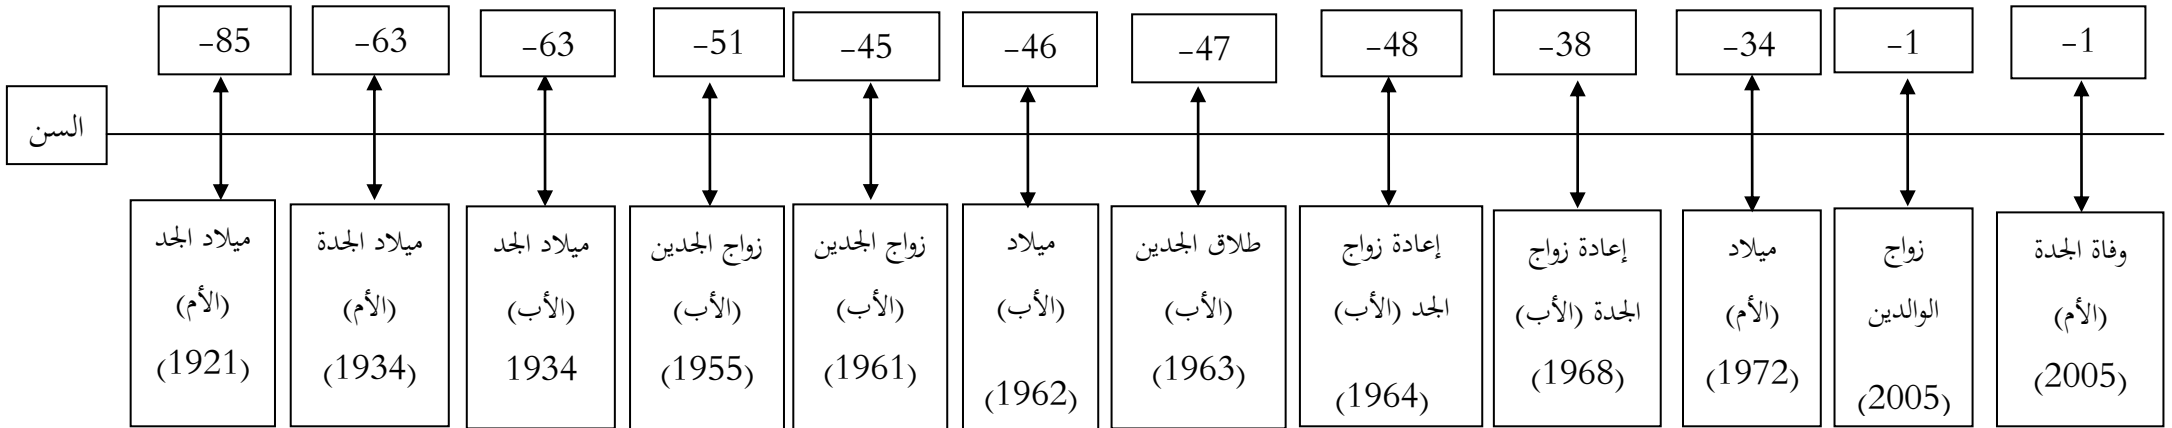 -85
-63
-63
-51
-45
-46
-47
-48
-38
-34
-1
-1
السن
ميلاد الجد
(الأم)
(1921)
ميلاد الجدة
(الأم)
(1934)
ميلاد الجد
(الأب)
1934
زواج الجدين
(الأب)
(1955)
زواج الجدين
(الأب)
(1961)
ميلاد
(الأب)
(1962)
طلاق الجدين
(الأب)
(1963)
إعادة زواج
الجد (الأب)
(1964)
إعادة زواج
الجدة (الأب)
(1968)
ميلاد
(الأم)
(1972)
زواج
الوالدين
(2005)
وفاة الجدة
(الأم)
(2005)